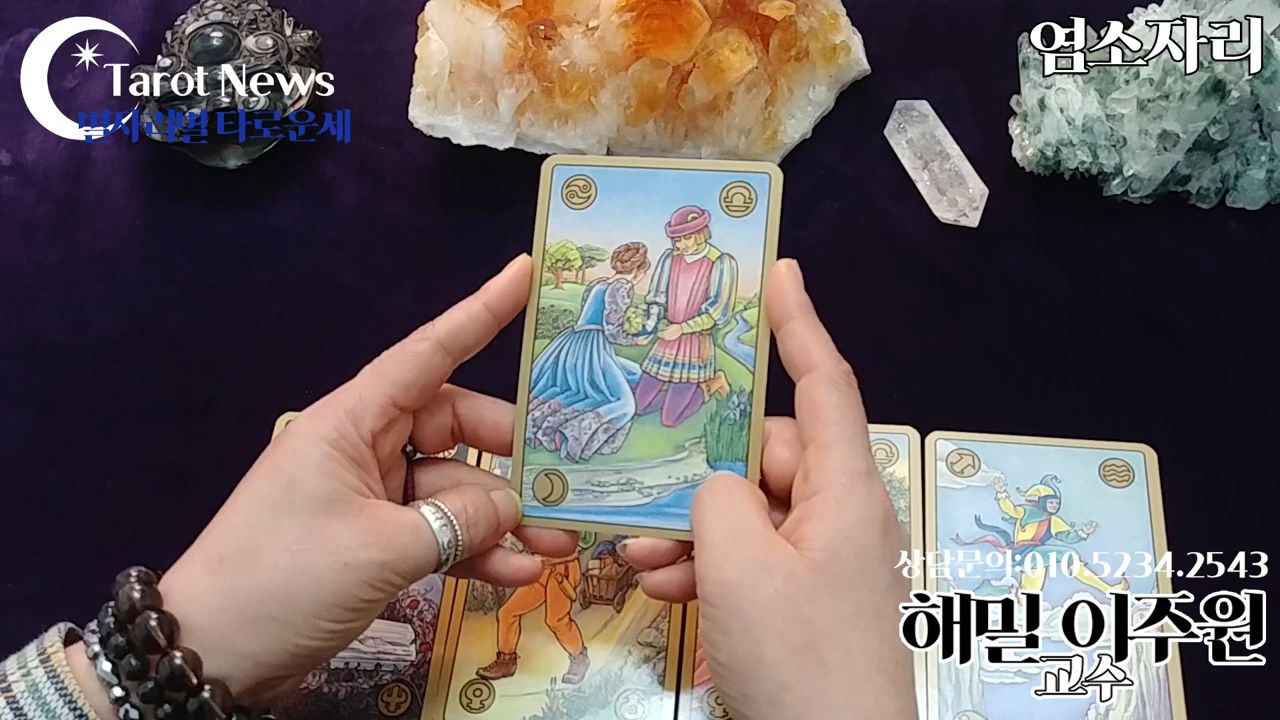 Tarot News
별자리별 타로운세
염소자리
상담문의:010.5234.2543
해밀 이주원
교수